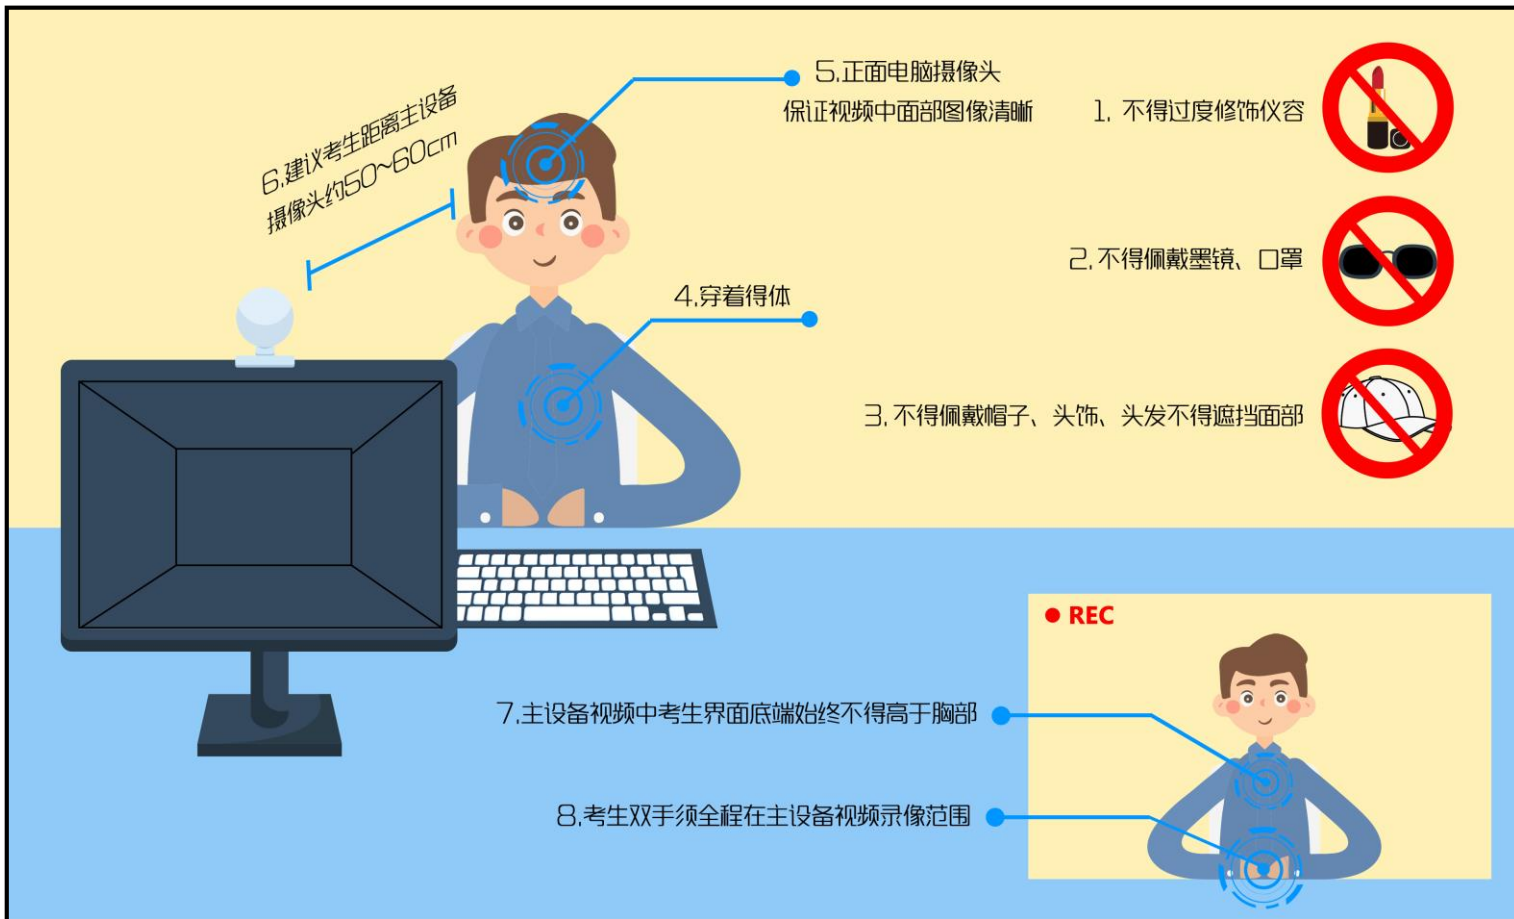 5.正面电脑摄像头
保证视频中面部图像清晰
1. 不得过度修饰仪容
6.建议考生距离主设备
摄像头约50~60cm
2.不得佩戴墨镜、口罩
4.穿着得体
3.不得佩戴帽子、头饰、头发不得遮挡面部
REC
7.主设备视频中考生界面底端始终不得高于胸部
8.考生双手须全程在主设备视频录像范围